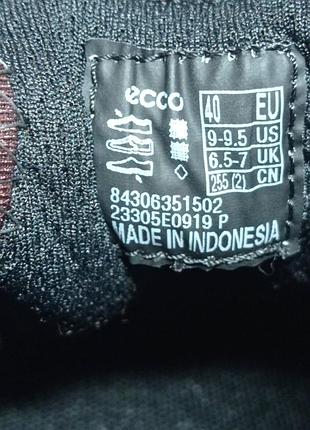 ecco
40 EU
9-9.5 US
6.5-7 UK
255 (2) CN
84306351502
23305E0919 P
MADE IN INDONESIA